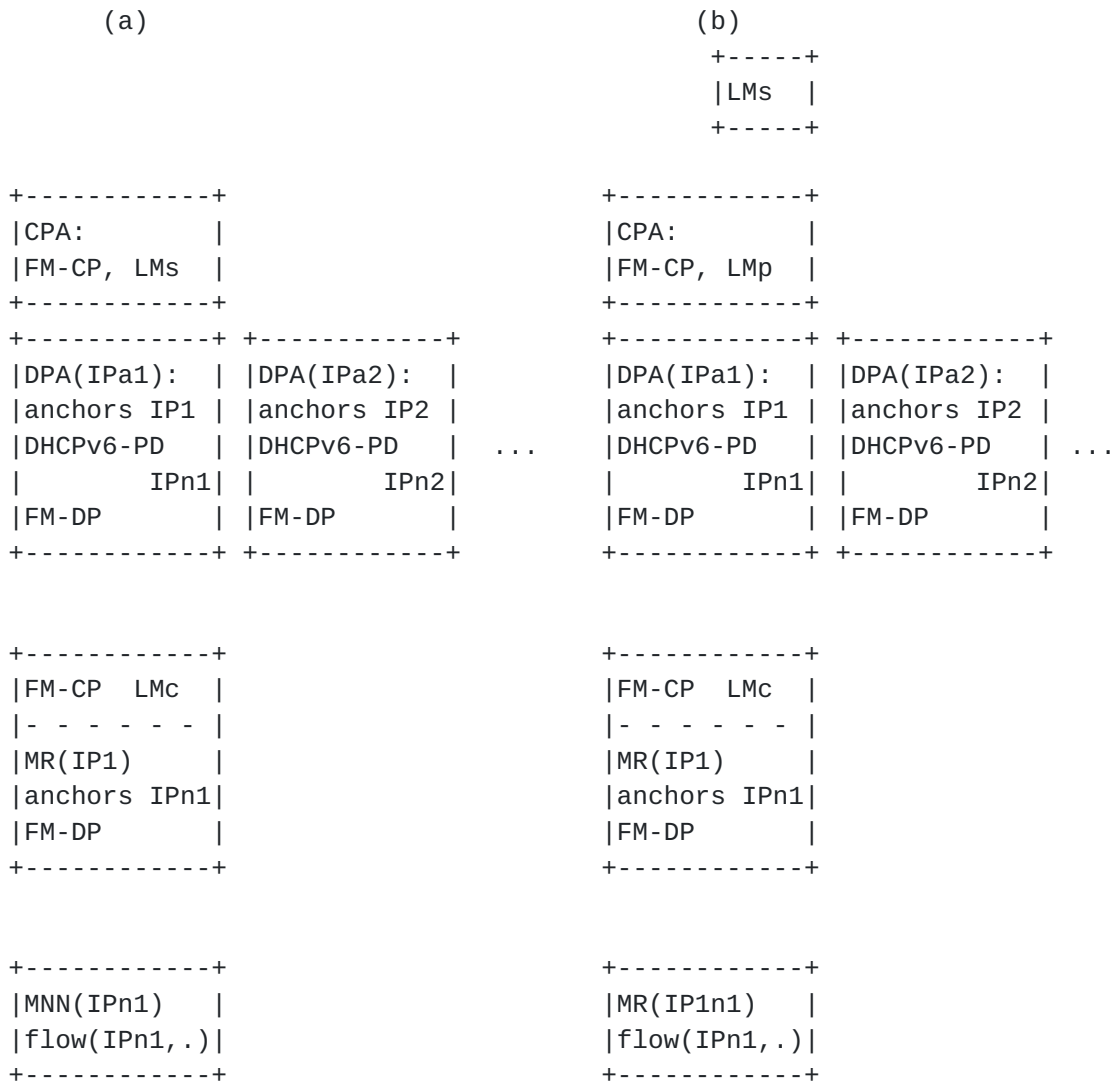 (a)                                     (b)
                                               +-----+
                                               |LMs  |
                                               +-----+

+------------+                          +------------+
|CPA:        |                          |CPA:        |
|FM-CP, LMs  |                          |FM-CP, LMp  |
+------------+                          +------------+
+------------+ +------------+           +------------+ +------------+
|DPA(IPa1):  | |DPA(IPa2):  |           |DPA(IPa1):  | |DPA(IPa2):  |
|anchors IP1 | |anchors IP2 |           |anchors IP1 | |anchors IP2 |
|DHCPv6-PD   | |DHCPv6-PD   |  ...      |DHCPv6-PD   | |DHCPv6-PD   | ...
|        IPn1| |        IPn2|           |        IPn1| |        IPn2|
|FM-DP       | |FM-DP       |           |FM-DP       | |FM-DP       |
+------------+ +------------+           +------------+ +------------+

+------------+                          +------------+
|FM-CP  LMc  |                          |FM-CP  LMc  |
|- - - - - - |                          |- - - - - - |
|MR(IP1)     |                          |MR(IP1)     |
|anchors IPn1|                          |anchors IPn1|
|FM-DP       |                          |FM-DP       |
+------------+                          +------------+

+------------+                          +------------+
|MNN(IPn1)   |                          |MR(IP1n1)   |
|flow(IPn1,.)|                          |flow(IPn1,.)|
+------------+                          +------------+